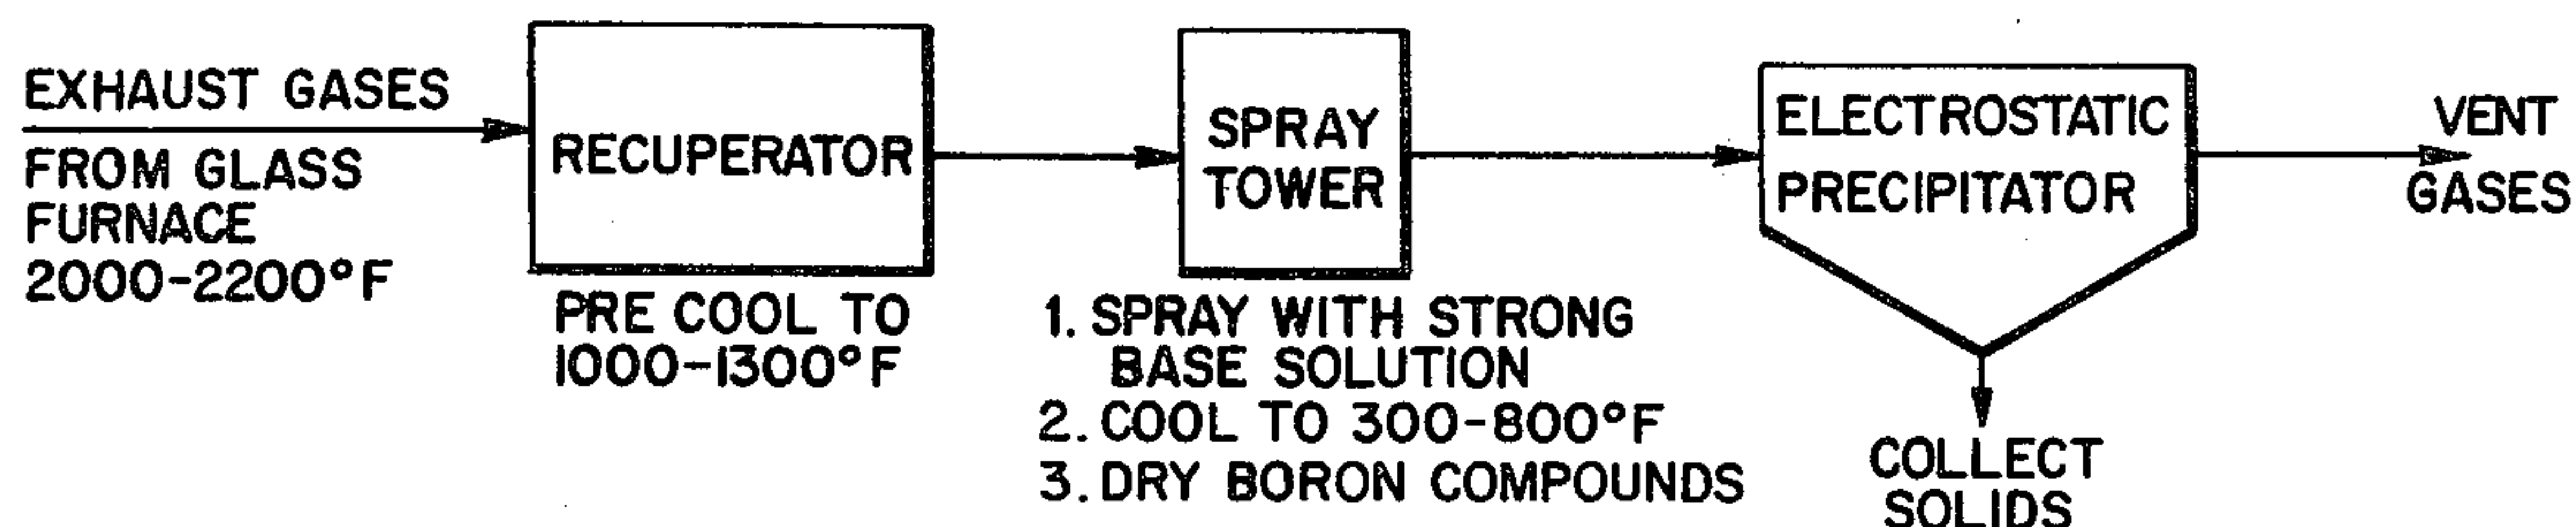 EXHAUST GASES
FROM GLASS
FURNACE
2000-2200°F
RECUPERATOR
PRE COOL TO
1000-1300°F
SPRAY
TOWER
1. SPRAY WITH STRONG
BASE SOLUTION
2. COOL TO 300-800°F
3. DRY BORON COMPOUNDS
ELECTROSTATIC
PRECIPITATOR
COLLECT
SOLIDS
VENT
GASES